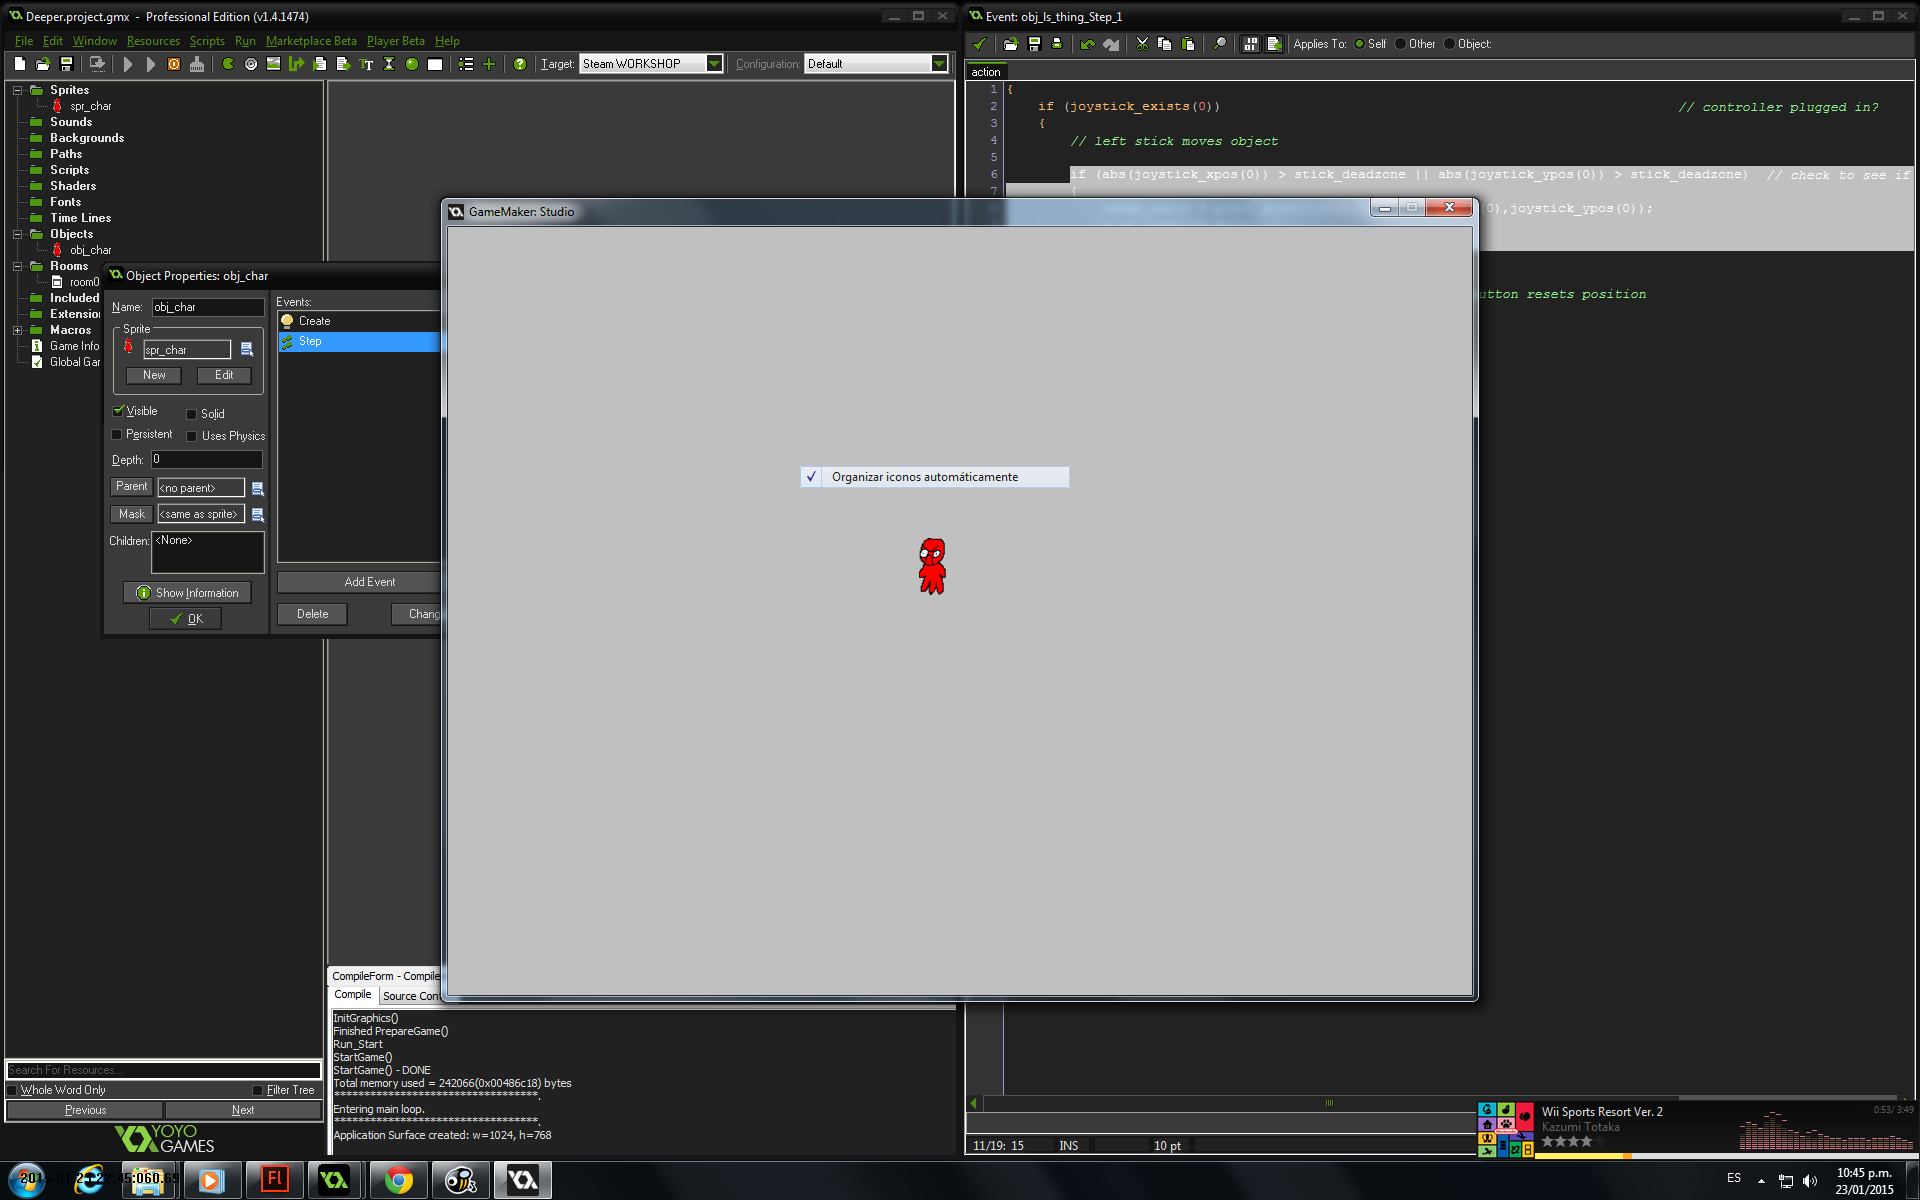 Deeper.project.gmx - Professional Edition (v1.4.1474)
File Edit Window Resources Scripts Run Marketplace Beta Player Beta Help
Target: Steam WORKSHOP Configuration: Default
Sprites
spr_char
Sounds
Backgrounds
Paths
Scripts
Shaders
Fonts
Time Lines
Objects
obj_char
Rooms
room0
Included
Extension
Macros
Game Info
Global Gar
Object Properties: obj_char
Name: obj_char
Sprite
spr_char
New Edit
Visible Solid
Persistent Uses Physics
Depth: 0
Parent <no parent>
Mask <same as sprite>
Children: <None>
Show Information
OK
Events:
Create
Step
Add Event
Delete Chang
Event: obj_ls_thing_Step_1
Applies To: Self Other Object:
action
1 {
2 if (joystick_exists(0)) // controller plugged in?
3 {
4 // left stick moves object
5
6 if (abs(joystick_xpos(0)) > stick_deadzone || abs(joystick_ypos(0)) > stick_deadzone) // check to see if
7 {
0),joystick_ypos(0));
utton resets position
GameMaker: Studio
✓ Organizar iconos automáticamente
CompileForm - Compile
Compile Source Con
InitGraphics()
Finished PrepareGame()
Run_Start
StartGame()
StartGame() - DONE
Total memory used = 242066(0x00486c18) bytes
***********************************.
Entering main loop.
***********************************.
Application Surface created: w=1024, h=768
Search For Resources...
Whole Word Only Filter Tree
Previous Next
YOYO
GAMES
11/19: 15 INS 10 pt
Wii Sports Resort Ver. 2
Kazumi Totaka
0:53/ 3:49
Fl
ES
10:45 p.m.
23/01/2015